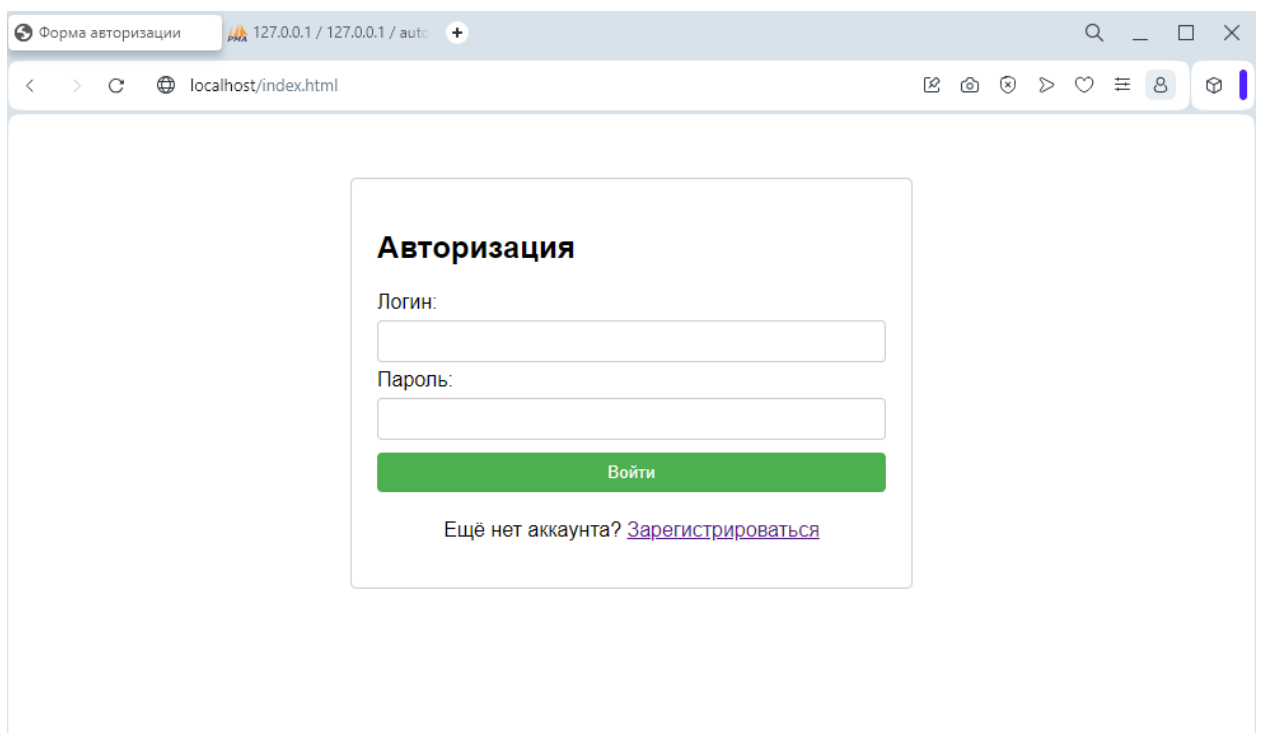 Форма авторизации
PMA 127.0.0.1 / 127.0.0.1 / auto
localhost/index.html
Авторизация
Логин:
Пароль:
Войти
Ещё нет аккаунта? Зарегистрироваться